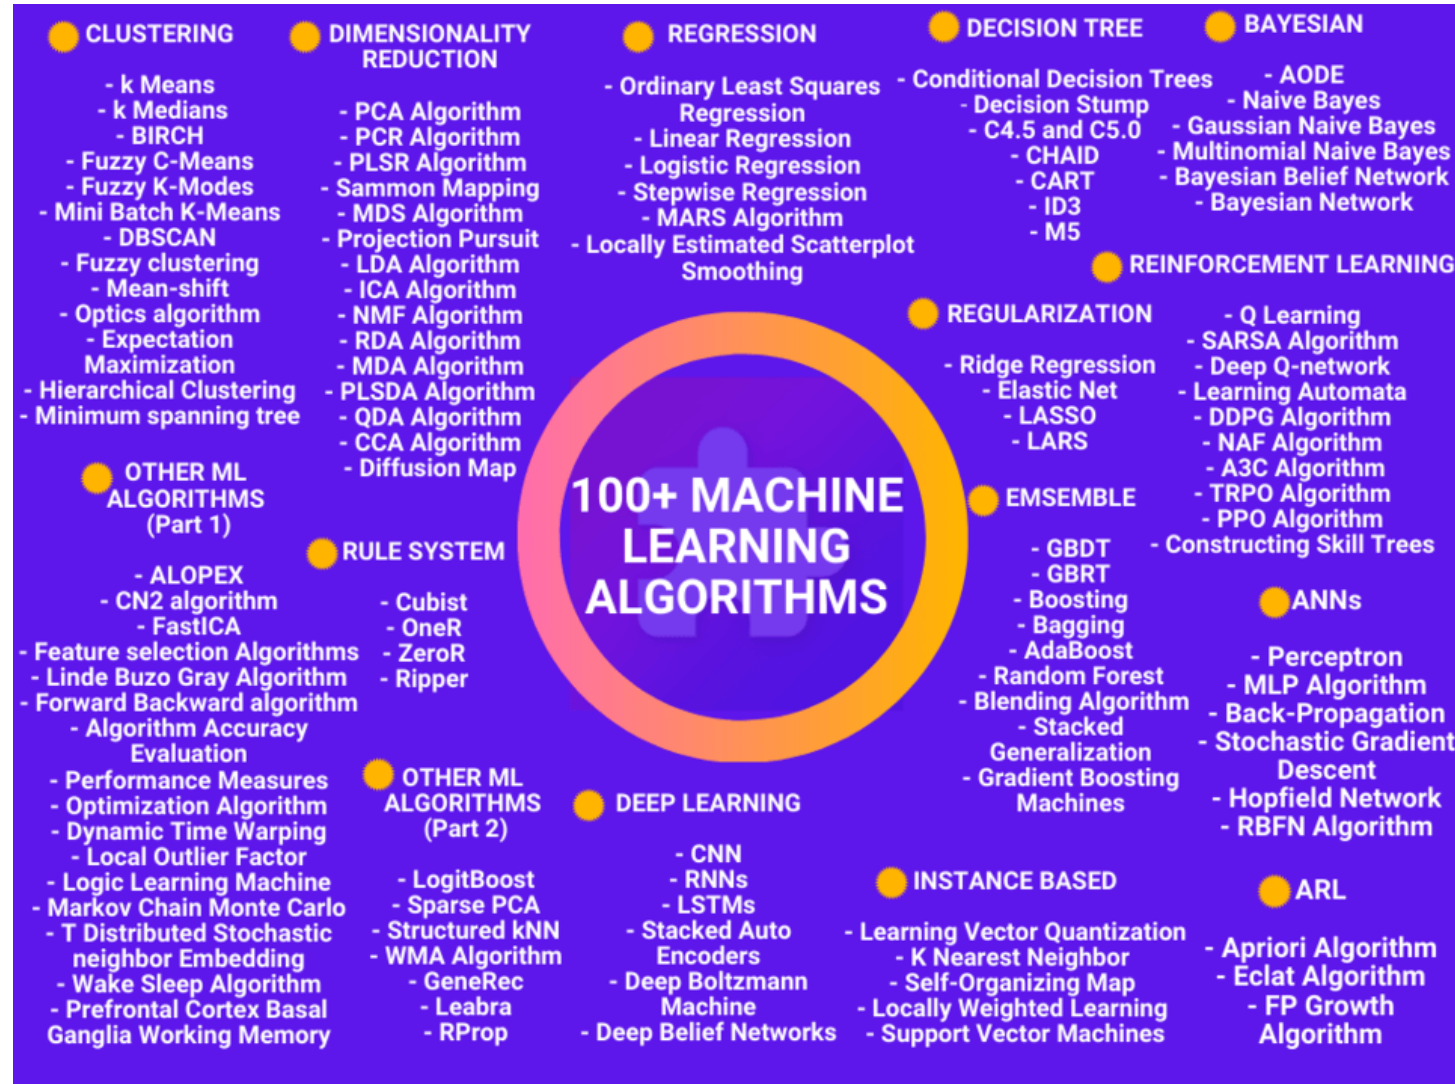 CLUSTERING
- k Means
- k Medians
- BIRCH
- Fuzzy C-Means
- Fuzzy K-Modes
- Mini Batch K-Means
- DBSCAN
- Fuzzy clustering
- Mean-shift
- Optics algorithm
- Expectation
Maximization
- Hierarchical Clustering
- Minimum spanning tree
DIMENSIONALITY
REDUCTION
- PCA Algorithm
- PCR Algorithm
- PLSR Algorithm
- Sammon Mapping
- MDS Algorithm
- Projection Pursuit
- LDA Algorithm
- ICA Algorithm
- NMF Algorithm
- RDA Algorithm
- MDA Algorithm
- PLSDA Algorithm
- QDA Algorithm
- CCA Algorithm
- Diffusion Map
REGRESSION
- Ordinary Least Squares
Regression
- Linear Regression
- Logistic Regression
- Stepwise Regression
- MARS Algorithm
- Locally Estimated Scatterplot
Smoothing
DECISION TREE
- Conditional Decision Trees
- Decision Stump
- C4.5 and C5.0
- CHAID
- CART
- ID3
- M5
BAYESIAN
- AODE
- Naive Bayes
- Gaussian Naive Bayes
- Multinomial Naive Bayes
- Bayesian Belief Network
- Bayesian Network
REINFORCEMENT LEARNING
- Q Learning
- SARSA Algorithm
- Deep Q-network
- Learning Automata
- DDPG Algorithm
- NAF Algorithm
- A3C Algorithm
- TRPO Algorithm
- PPO Algorithm
- Constructing Skill Trees
REGULARIZATION
- Ridge Regression
- Elastic Net
- LASSO
- LARS
100+ MACHINE
LEARNING
ALGORITHMS
OTHER ML
ALGORITHMS
(Part 1)
- ALOPEX
- CN2 algorithm
- FastICA
- Feature selection Algorithms
- Linde Buzo Gray Algorithm
- Forward Backward algorithm
- Algorithm Accuracy
Evaluation
- Performance Measures
- Optimization Algorithm
- Dynamic Time Warping
- Local Outlier Factor
- Logic Learning Machine
- Markov Chain Monte Carlo
- T Distributed Stochastic
neighbor Embedding
- Wake Sleep Algorithm
- Prefrontal Cortex Basal
Ganglia Working Memory
RULE SYSTEM
- Cubist
- OneR
- ZeroR
- Ripper
OTHER ML
ALGORITHMS
(Part 2)
- LogitBoost
- Sparse PCA
- Structured kNN
- WMA Algorithm
- GeneRec
- Leabra
- RProp
DEEP LEARNING
- CNN
- RNNs
- LSTMs
- Stacked Auto
Encoders
- Deep Boltzmann
Machine
- Deep Belief Networks
EMSEMBLE
- GBDT
- GBRT
- Boosting
- Bagging
- AdaBoost
- Random Forest
- Blending Algorithm
- Stacked
Generalization
- Gradient Boosting
Machines
INSTANCE BASED
- Learning Vector Quantization
- K Nearest Neighbor
- Self-Organizing Map
- Locally Weighted Learning
- Support Vector Machines
ANNs
- Perceptron
- MLP Algorithm
- Back-Propagation
- Stochastic Gradient
Descent
- Hopfield Network
- RBFN Algorithm
ARL
- Apriori Algorithm
- Eclat Algorithm
- FP Growth
Algorithm